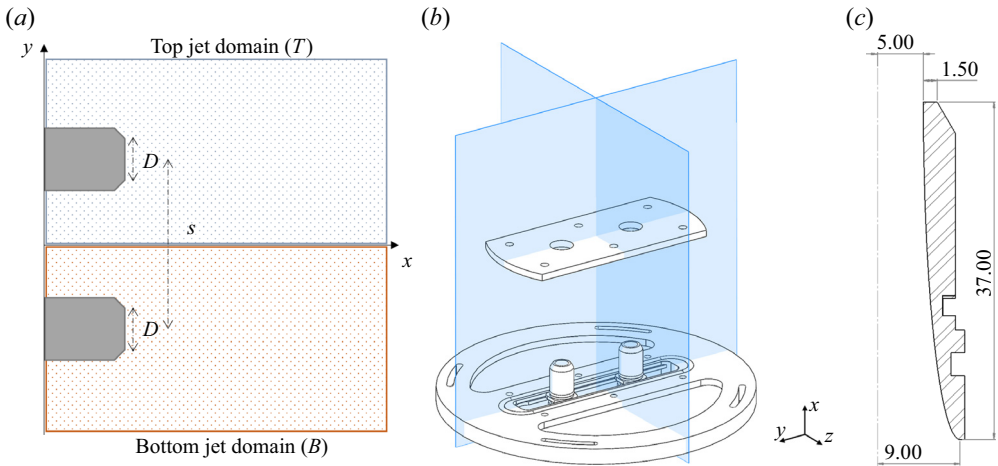 (a)
y
Top jet domain (T)
D
s
x
D
Bottom jet domain (B)
(b)
x
y
z
(c)
5.00
1.50
37.00
9.00